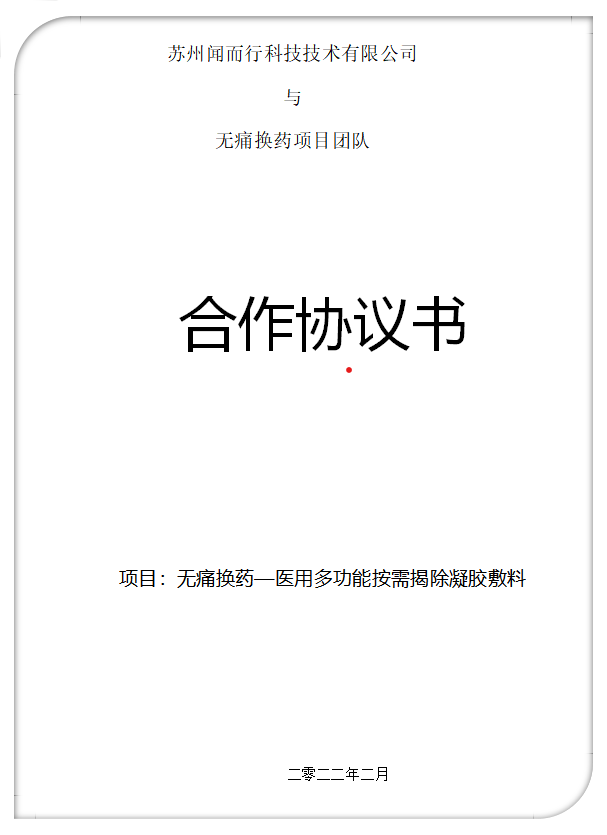 苏州闻而行科技技术有限公司
与
无痛换药项目团队
合作协议书
项目：无痛换药—医用多功能按需揭除凝胶敷料
二零二二年二月